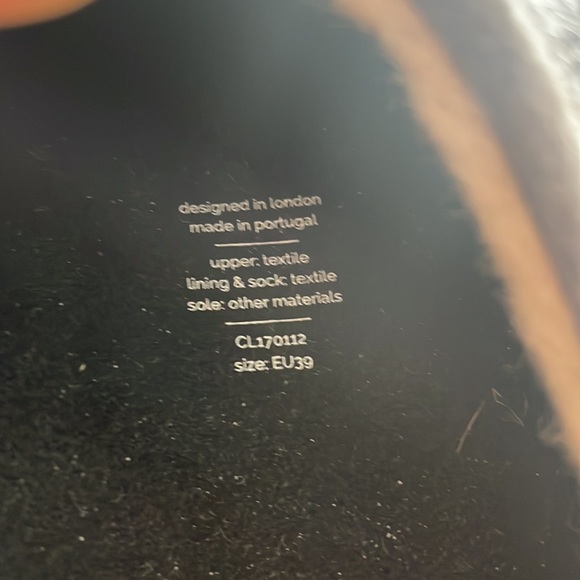 designed in london
made in portugal
upper: textile
lining & sock: textile
sole: other materials
CL170112
size: EU39